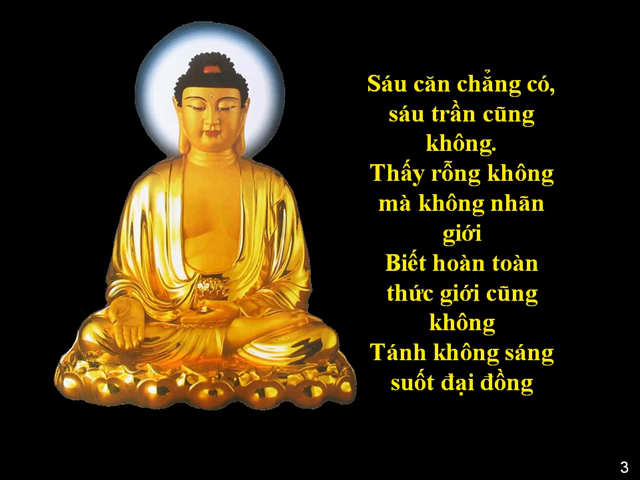 Sáu căn chẳng có,
sáu trần cũng
không.
Thấy rỗng không
mà không nhãn
giới
Biết hoàn toàn
thức giới cũng
không
Tánh không sáng
suốt đại đồng
3